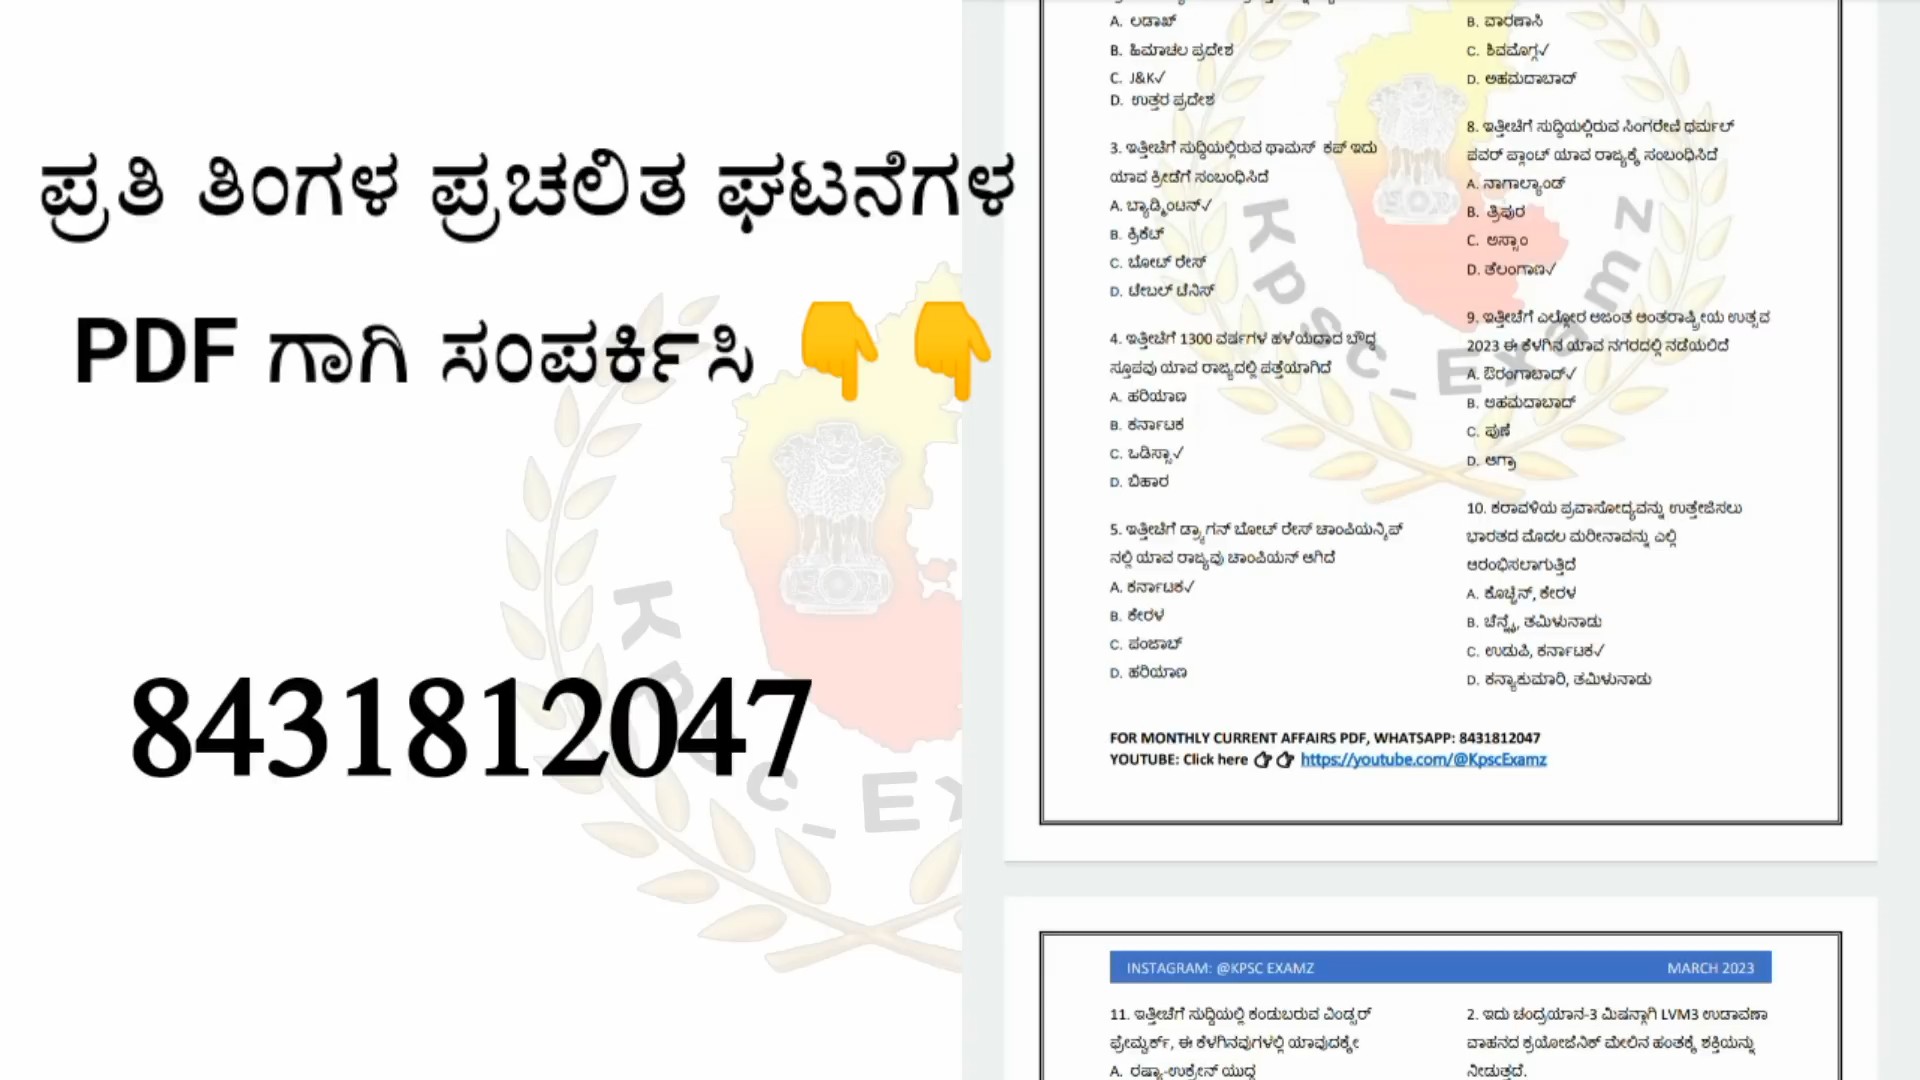 ಪ್ರತಿ ತಿಂಗಳ ಪ್ರಚಲಿತ ಘಟನೆಗಳ
PDF ಗಾಗಿ ಸಂಪರ್ಕಿಸಿ 👇👇
8431812047
A. ಲಡಾಖ್
B. ಹಿಮಾಚಲ ಪ್ರದೇಶ
C. J&K✓
D. ಉತ್ತರ ಪ್ರದೇಶ
3. ಇತ್ತೀಚೆಗೆ ಸುದ್ದಿಯಲ್ಲಿರುವ ಥಾಮಸ್ ಕಪ್ ಇದು
ಯಾವ ಕ್ರೀಡೆಗೆ ಸಂಬಂಧಿಸಿದೆ
A. ಬ್ಯಾಡ್ಮಿಂಟನ್✓
B. ಕ್ರಿಕೆಟ್
C. ಬೋಟ್ ರೇಸ್
D. ಟೇಬಲ್ ಟೆನಿಸ್
4. ಇತ್ತೀಚೆಗೆ 1300 ವರ್ಷಗಳ ಹಳೆಯದಾದ ಬೌದ್ಧ
ಸ್ತೂಪವು ಯಾವ ರಾಜ್ಯದಲ್ಲಿ ಪತ್ತೆಯಾಗಿದೆ
A. ಹರಿಯಾಣ
B. ಕರ್ನಾಟಕ
C. ಒಡಿಸ್ಸಾ✓
D. ಬಿಹಾರ
5. ಇತ್ತೀಚೆಗೆ ಡ್ರ್ಯಾಗನ್ ಬೋಟ್ ರೇಸ್ ಚಾಂಪಿಯನ್ಶಿಪ್
ನಲ್ಲಿ ಯಾವ ರಾಜ್ಯವು ಚಾಂಪಿಯನ್ ಆಗಿದೆ
A. ಕರ್ನಾಟಕ✓
B. ಕೇರಳ
C. ಪಂಜಾಬ್
D. ಹರಿಯಾಣ
B. ವಾರಣಾಸಿ
C. ಶಿವಮೊಗ್ಗ✓
D. ಅಹಮದಾಬಾದ್
8. ಇತ್ತೀಚೆಗೆ ಸುದ್ದಿಯಲ್ಲಿರುವ ಸಿಂಗರೇಣಿ ಥರ್ಮಲ್
ಪವರ್ ಪ್ಲಾಂಟ್ ಯಾವ ರಾಜ್ಯಕ್ಕೆ ಸಂಬಂಧಿಸಿದೆ
A. ನಾಗಾಲ್ಯಾಂಡ್
B. ತ್ರಿಪುರ
C. ಅಸ್ಸಾಂ
D. ತೆಲಂಗಾಣ✓
9. ಇತ್ತೀಚೆಗೆ ಎಲ್ಲೋರ ಅಜಂತ ಅಂತರಾಷ್ಟ್ರೀಯ ಉತ್ಸವ
2023 ಈ ಕೆಳಗಿನ ಯಾವ ನಗರದಲ್ಲಿ ನಡೆಯಲಿದೆ
A. ಔರಂಗಾಬಾದ್✓
B. ಅಹಮದಾಬಾದ್
C. ಪುಣೆ
D. ಆಗ್ರಾ
10. ಕರಾವಳಿಯ ಪ್ರವಾಸೋದ್ಯವನ್ನು ಉತ್ತೇಜಿಸಲು
ಭಾರತದ ಮೊದಲ ಮರೀನಾವನ್ನು ಎಲ್ಲಿ
ಆರಂಭಿಸಲಾಗುತ್ತಿದೆ
A. ಕೊಚ್ಚಿನ್, ಕೇರಳ
B. ಚೆನ್ನೈ, ತಮಿಳುನಾಡು
C. ಉಡುಪಿ, ಕರ್ನಾಟಕ✓
D. ಕನ್ಯಾಕುಮಾರಿ, ತಮಿಳುನಾಡು
FOR MONTHLY CURRENT AFFAIRS PDF, WHATSAPP: 8431812047
YOUTUBE: Click here 👉👉 https://youtube.com/@KpscExamz
INSTAGRAM: @KPSC EXAMZ MARCH 2023
11. ಇತ್ತೀಚೆಗೆ ಸುದ್ದಿಯಲ್ಲಿ ಕಂಡುಬರುವ ವಿಂಡ್ಸರ್
ಫ್ರೇಮ್ವರ್ಕ್, ಈ ಕೆಳಗಿನವುಗಳಲ್ಲಿ ಯಾವುದಕ್ಕೇ
A. ರಷ್ಯಾ-ಉಕ್ರೇನ್ ಯುದ್ಧ
2. ಇದು ಚಂದ್ರಯಾನ-3 ಮಿಷನ್ಗಾಗಿ LVM3 ಉಡಾವಣಾ
ವಾಹನದ ಕ್ರಯೋಜೆನಿಕ್ ಮೇಲಿನ ಹಂತಕ್ಕೆ ಶಕ್ತಿಯನ್ನು
ನೀಡುತ್ತದೆ.
Kpsc_Examz
Kpsc_Ex